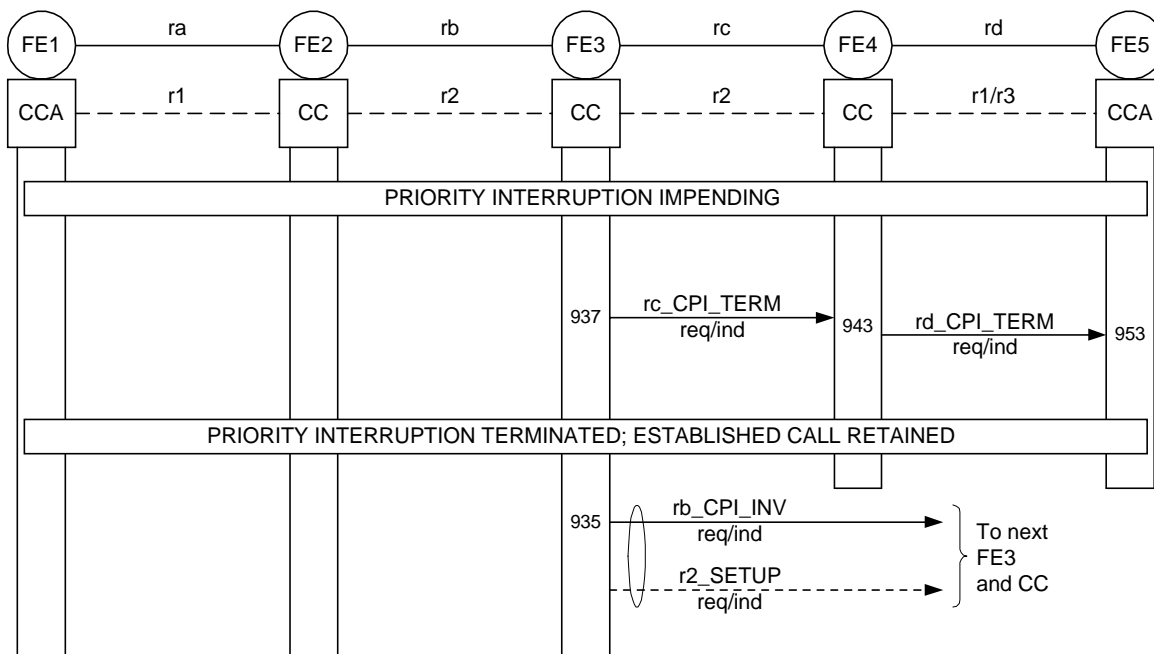 FE1 ra FE2 rb FE3 rc FE4 rd FE5
CCA r1 CC r2 CC r2 CC r1/r3 CCA
PRIORITY INTERRUPTION IMPENDING
937 rc_CPI_TERM
req/ind
943 rd_CPI_TERM 953
req/ind
PRIORITY INTERRUPTION TERMINATED; ESTABLISHED CALL RETAINED
935 rb_CPI_INV
req/ind
r2_SETUP
req/ind
To next
FE3
and CC